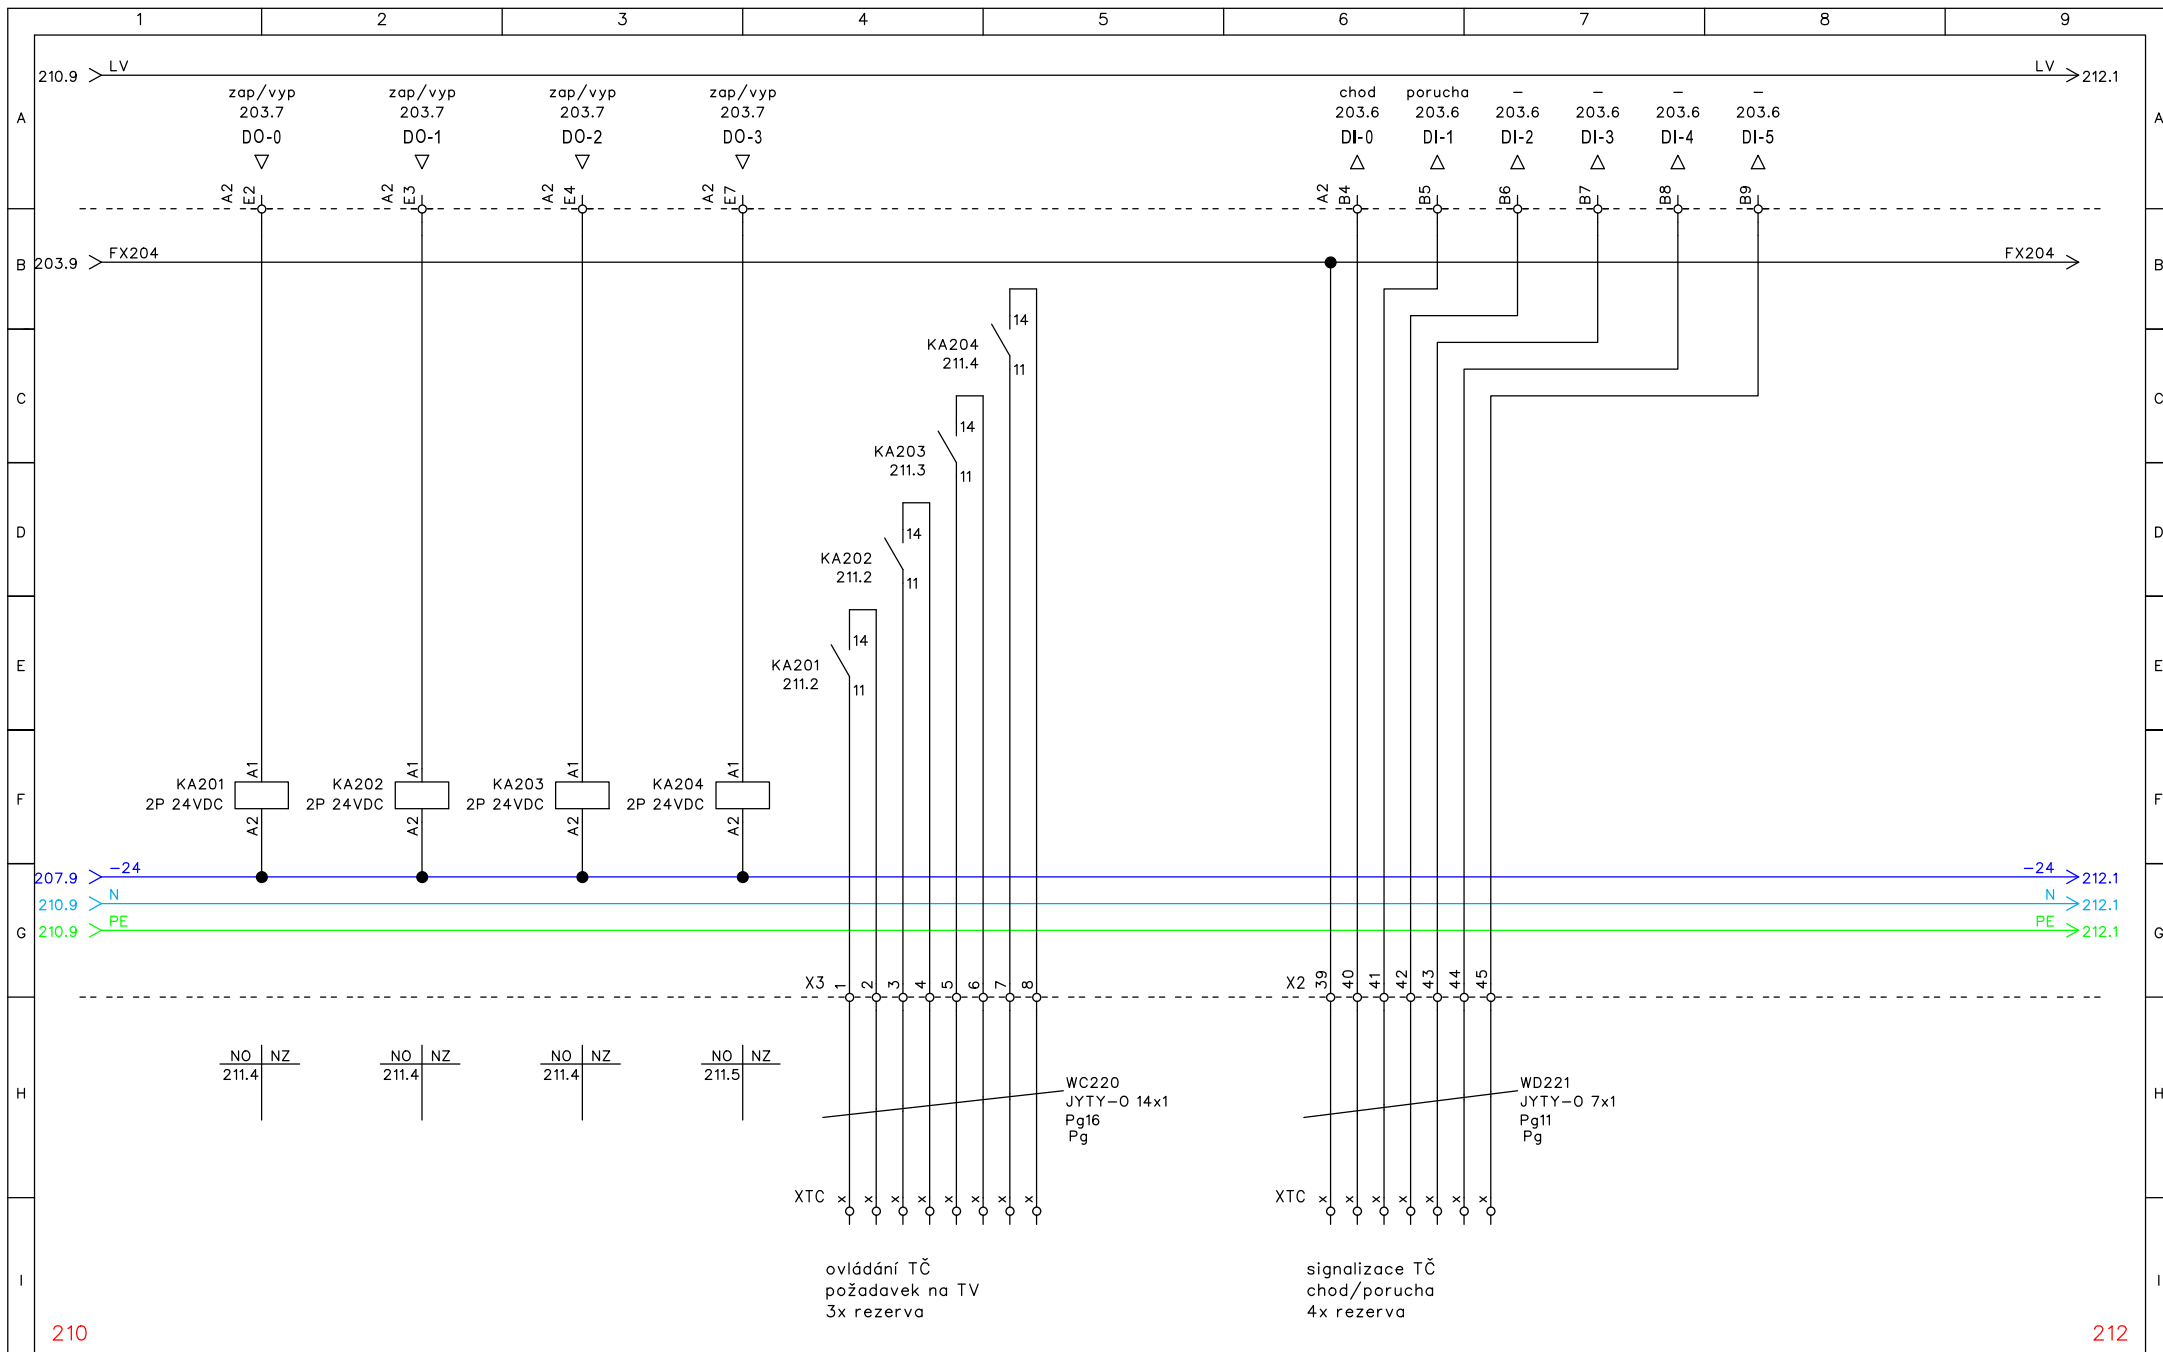 1 2 3 4 5 6 7 8 9
LV LV
210.9 212.1
zap/vyp zap/vyp zap/vyp zap/vyp chod porucha – – – –
203.7 203.7 203.7 203.7 203.6 203.6 203.6 203.6 203.6 203.6
A A
DO-0 DO-1 DO-2 DO-3 DI-0 DI-1 DI-2 DI-3 DI-4 DI-5
A2 E2 A2 E3 A2 E4 A2 E7 A2 B4 B5 B6 B7 B8 B9
FX204 FX204
B 203.9 B
14
KA204
211.4 11
C C
14
KA203
211.3 11
D D
14
KA202
211.2 11
14
E E
KA201
211.2 11
A1 A1 A1 A1
KA201 KA202 KA203 KA204
F F
2P 24VDC 2P 24VDC 2P 24VDC 2P 24VDC
A2 A2 A2 A2
-24 -24
207.9 212.1
N N
210.9 212.1
PE PE
G 210.9 212.1 G
X3 1 2 3 4 5 6 7 8 X2 39 40 41 42 43 44 45
NO NZ NO NZ NO NZ NO NZ
211.4 211.4 211.4 211.5
WC220 WD221
H H
JYTY-O 14x1 JYTY-O 7x1
Pg16 Pg11
Pg Pg
XTC x x x x x x x x XTC x x x x x x x
ovládání TČ signalizace TČ
I I
požadavek na TV chod/porucha
3x rezerva 4x rezerva
210 212